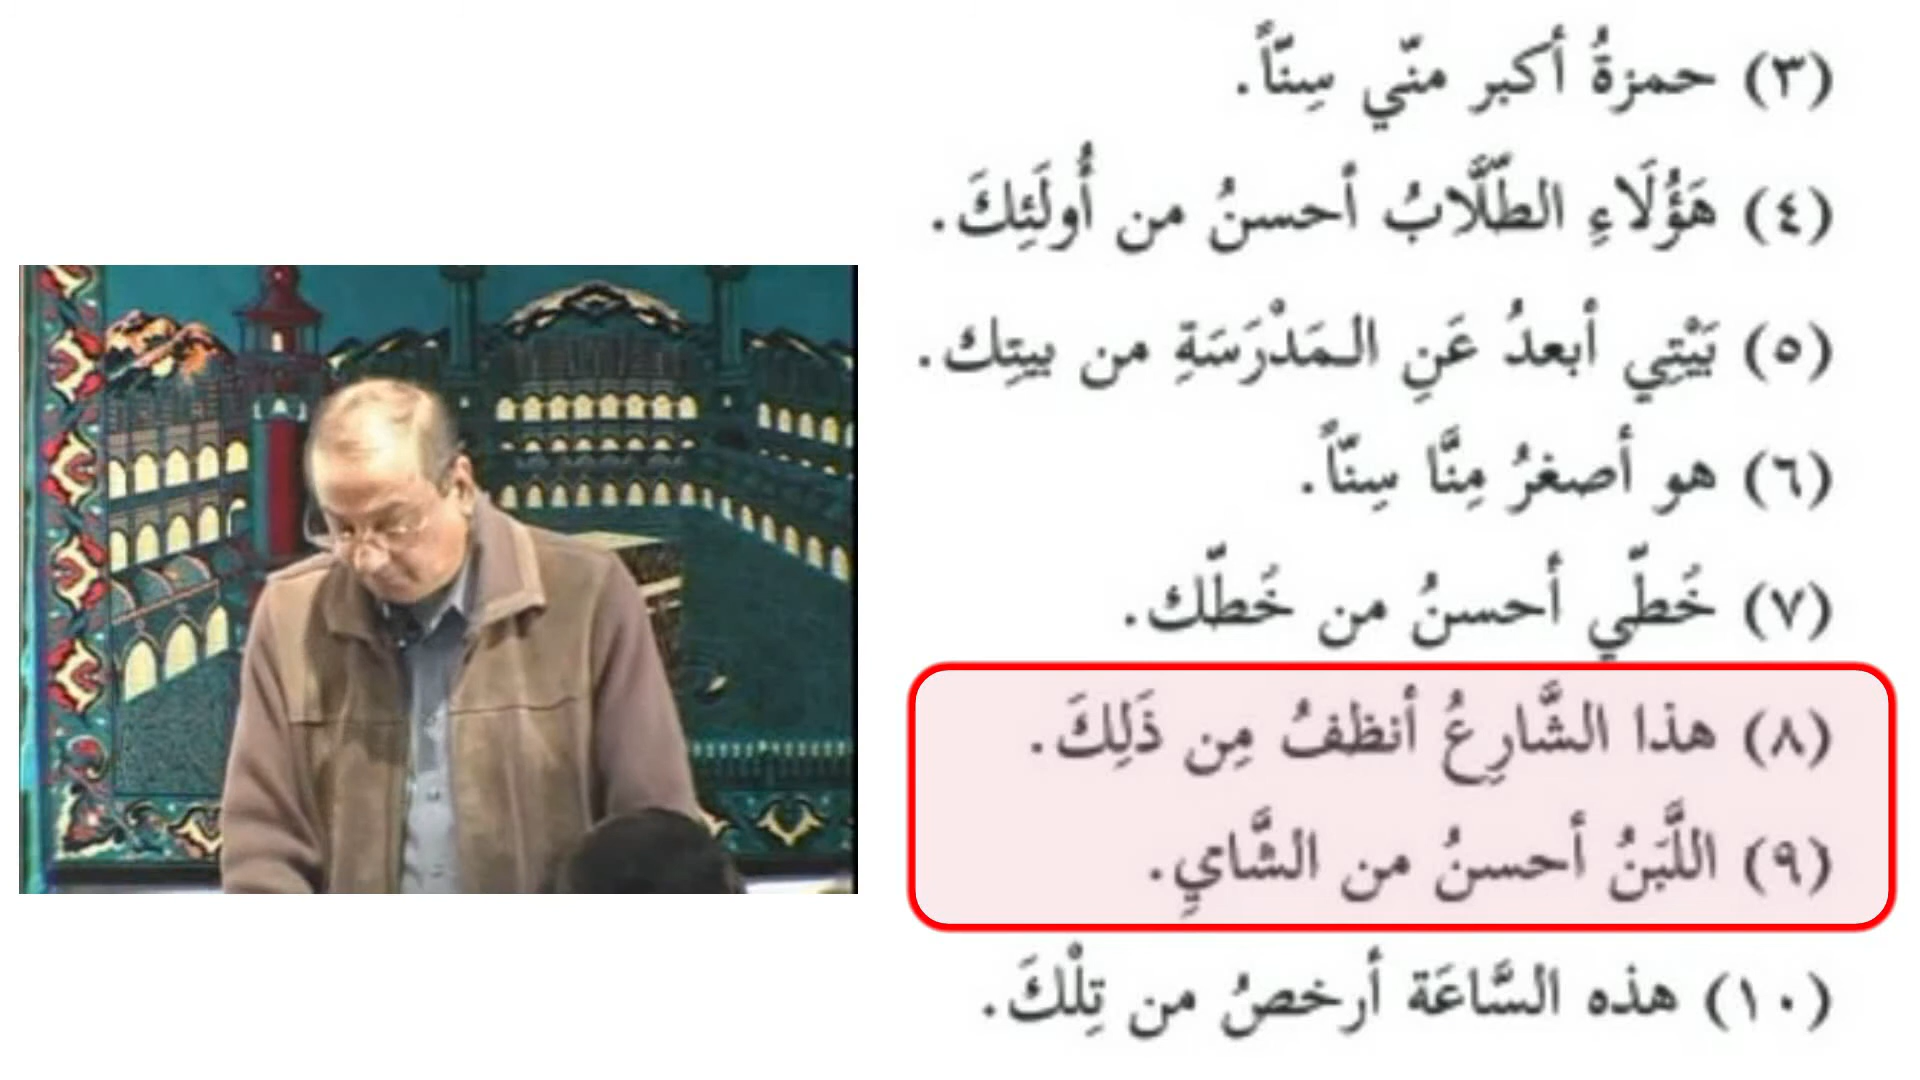 (٣) حمزةُ أكبر منّي سِنّاً.
(٤) هَؤُلَاءِ الطّلَّابُ أحسنُ من أُولَئِكَ.
(٥) بَيْتِي أبعدُ عَنِ الـمَدْرَسَةِ من بيتِك.
(٦) هو أصغرُ مِنَّا سِنّاً.
(٧) خَطّي أحسنُ من خَطّك.
(٨) هذا الشَّارِعُ أنظفُ مِن ذَلِكَ.
(٩) اللَّبَنُ أحسنُ من الشَّايِ.
(١٠) هذه السَّاعَة أرخصُ من تِلْكَ.